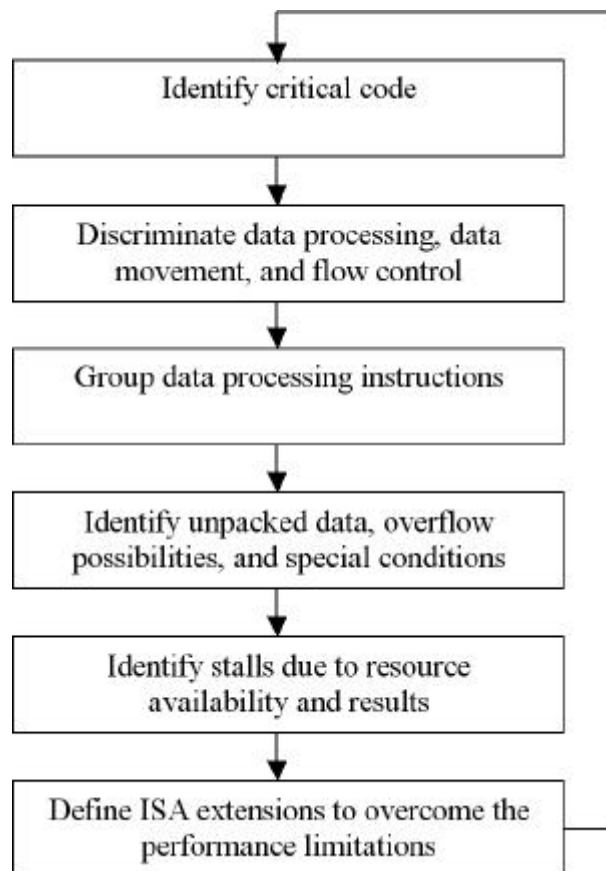 Identify critical code
Discriminate data processing, data
movement, and flow control
Group data processing instructions
Identify unpacked data, overflow
possibilities, and special conditions
Identify stalls due to resource
availability and results
Define ISA extensions to overcome the
performance limitations